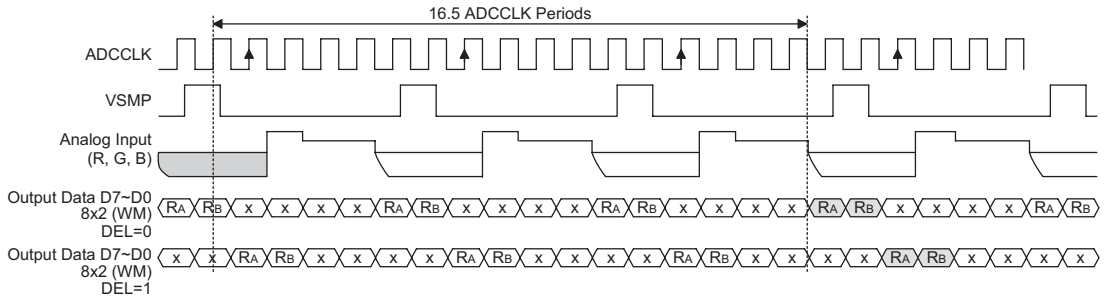 16.5 ADCCLK Periods
ADCCLK
VSMP
Analog Input
(R, G, B)
Output Data D7~D0 RA RB x x x x RA RB x x x x RA RB x x x x RA RB x x x x RA RB
8x2 (WM)
DEL=0
Output Data D7~D0 x x RA RB x x x x RA RB x x x x RA RB x x x x RA RB x x x x
8x2 (WM)
DEL=1